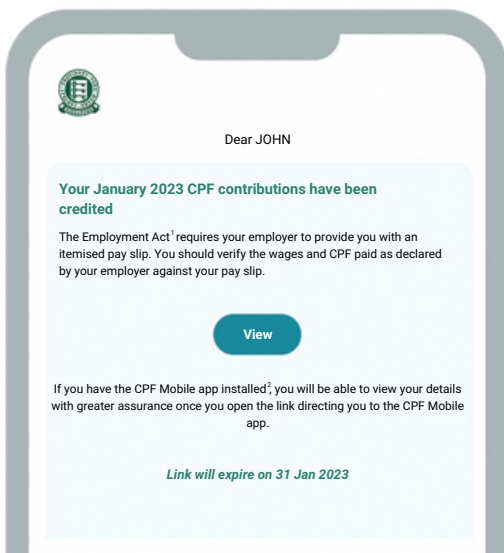 Dear JOHN
Your January 2023 CPF contributions have been
credited
The Employment Act¹ requires your employer to provide you with an
itemised pay slip. You should verify the wages and CPF paid as declared
by your employer against your pay slip.
View
If you have the CPF Mobile app installed², you will be able to view your details
with greater assurance once you open the link directing you to the CPF Mobile
app.
Link will expire on 31 Jan 2023